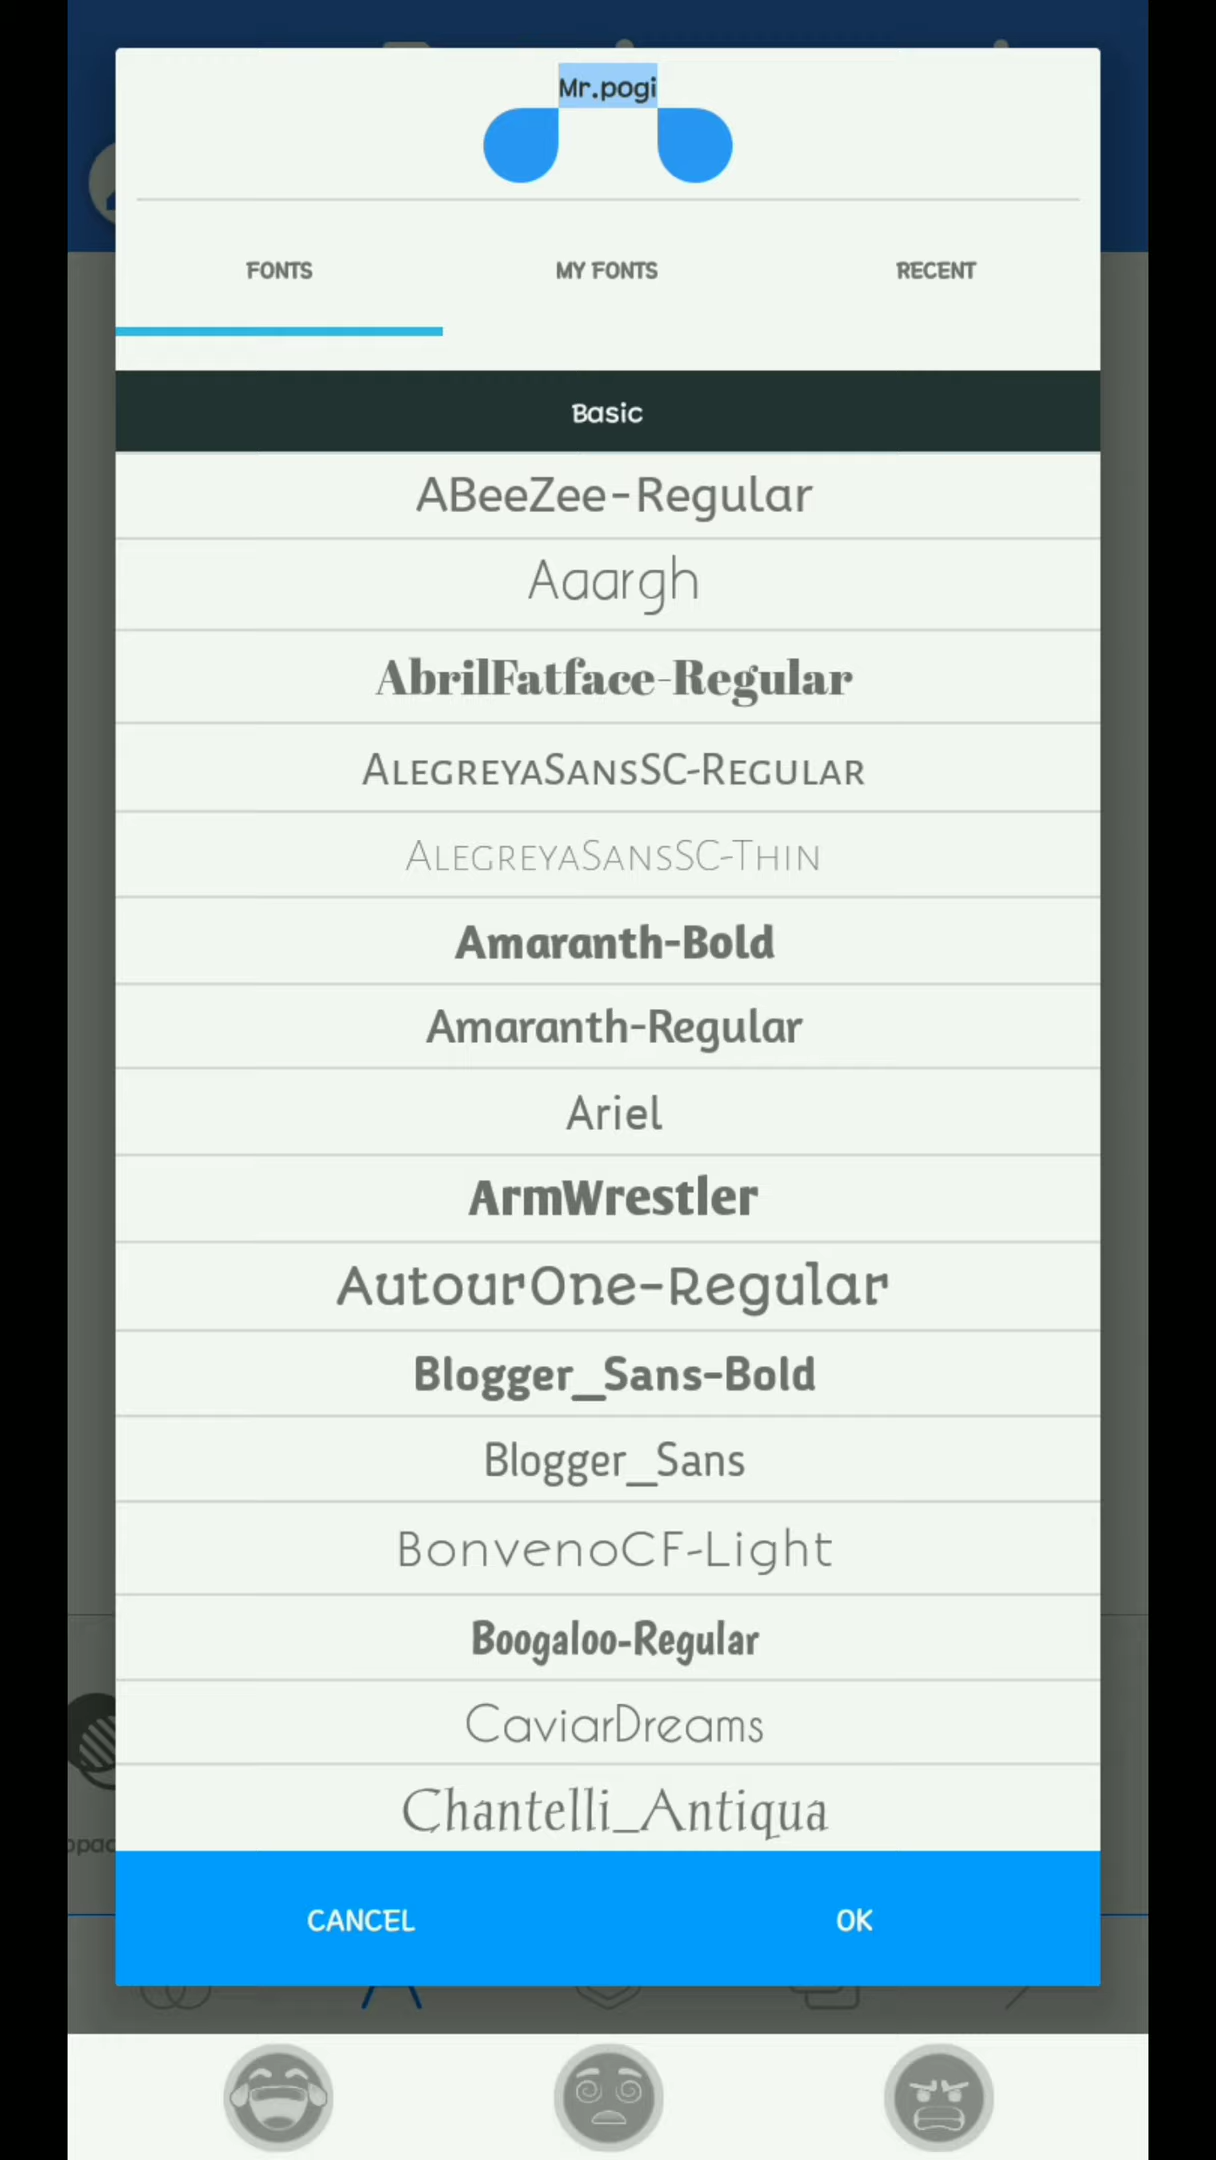 Mr.pogi
FONTS MY FONTS RECENT
Basic
ABeeZee-Regular
Aaargh
AbrilFatface-Regular
AlegreyaSansSC-Regular
AlegreyaSansSC-Thin
Amaranth-Bold
Amaranth-Regular
Ariel
ArmWrestler
AutourOne-Regular
Blogger_Sans-Bold
Blogger_Sans
BonvenoCF-Light
Boogaloo-Regular
CaviarDreams
Chantelli_Antiqua
opac
CANCEL OK